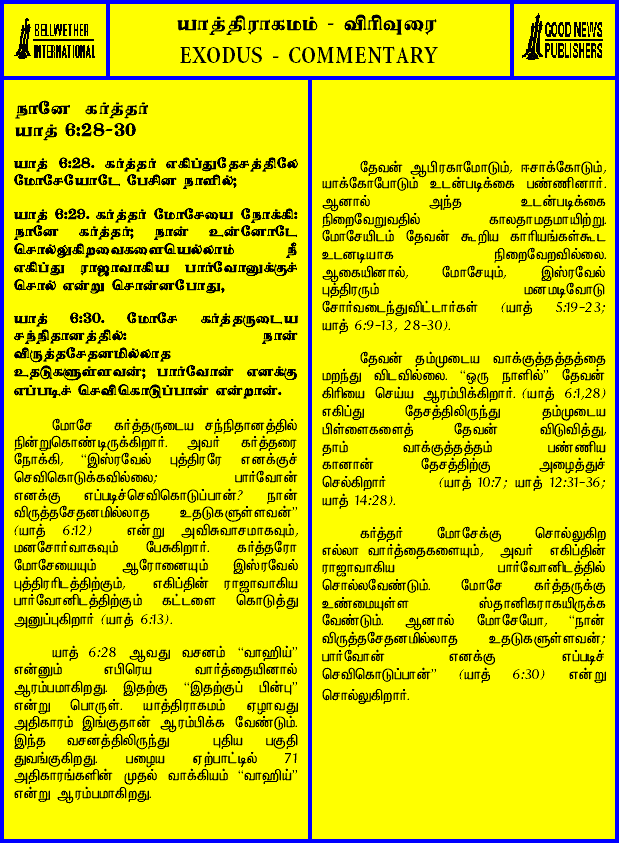 BELLWETHER
INTERNATIONAL
யாத்திராகமம் - விரிவுரை
EXODUS - COMMENTARY
GOOD NEWS
PUBLISHERS
நானே கர்த்தர்
யாத் 6:28-30
யாத் 6:28. கர்த்தர் எகிப்துதேசத்திலே
மோசேயோடே பேசின நாளில்;
யாத் 6:29. கர்த்தர் மோசேயை நோக்கி:
நானே கர்த்தர்; நான் உன்னோடே
சொல்லுகிறவைகளையெல்லாம் நீ
எகிப்து ராஜாவாகிய பார்வோனுக்குச்
சொல் என்று சொன்னபோது,
யாத் 6:30. மோசே கர்த்தருடைய
சந்நிதானத்தில்: நான்
விருத்தசேதனமில்லாத
உதடுகளுள்ளவன்; பார்வோன் எனக்கு
எப்படிச் செவிகொடுப்பான் என்றான்.
மோசே கர்த்தருடைய சந்நிதானத்தில்
நின்றுகொண்டிருக்கிறார். அவர் கர்த்தரை
நோக்கி, “இஸ்ரவேல் புத்திரரே எனக்குச்
செவிகொடுக்கவில்லை; பார்வோன்
எனக்கு எப்படிச்செவிகொடுப்பான்? நான்
விருத்தசேதனமில்லாத உதடுகளுள்ளவன்”
(யாத் 6:12) என்று அவிசுவாசமாகவும்,
மனசோர்வாகவும் பேசுகிறார். கர்த்தரோ
மோசேயையும் ஆரோனையும் இஸ்ரவேல்
புத்திரரிடத்திற்கும், எகிப்தின் ராஜாவாகிய
பார்வோனிடத்திற்கும் கட்டளை கொடுத்து
அனுப்புகிறார் (யாத் 6:13).
யாத் 6:28 ஆவது வசனம் “வாஹிய்”
என்னும் எபிரெய வார்த்தையினால்
ஆரம்பமாகிறது. இதற்கு “இதற்குப் பின்பு”
என்று பொருள். யாத்திராகமம் ஏழாவது
அதிகாரம் இங்குதான் ஆரம்பிக்க வேண்டும்.
இந்த வசனத்திலிருந்து புதிய பகுதி
துவங்குகிறது. பழைய ஏற்பாட்டில் 71
அதிகாரங்களின் முதல் வாக்கியம் “வாஹிய்”
என்று ஆரம்பமாகிறது.
தேவன் ஆபிரகாமோடும், ஈசாக்கோடும்,
யாக்கோபோடும் உடன்படிக்கை பண்ணினார்.
ஆனால் அந்த உடன்படிக்கை
நிறைவேறுவதில் காலதாமதமாயிற்று.
மோசேயிடம் தேவன் கூறிய காரியங்கள்கூட
உடனடியாக நிறைவேறவில்லை.
ஆகையினால், மோசேயும், இஸ்ரவேல்
புத்திரரும் மனமடிவோடு
சோர்வடைந்துவிட்டார்கள் (யாத் 5:19-23;
யாத் 6:9-13, 28-30).
தேவன் தம்முடைய வாக்குத்தத்தத்தை
மறந்து விடவில்லை. “ஒரு நாளில்” தேவன்
கிரியை செய்ய ஆரம்பிக்கிறார். (யாத் 6:1,28)
எகிப்து தேசத்திலிருந்து தம்முடைய
பிள்ளைகளைத் தேவன் விடுவித்து,
தாம் வாக்குத்தத்தம் பண்ணிய
கானான் தேசத்திற்கு அழைத்துச்
செல்கிறார் (யாத் 10:7; யாத் 12:31-36;
யாத் 14:28).
கர்த்தர் மோசேக்கு சொல்லுகிற
எல்லா வார்த்தைகளையும், அவர் எகிப்தின்
ராஜாவாகிய பார்வோனிடத்தில்
சொல்லவேண்டும். மோசே கர்த்தருக்கு
உண்மையுள்ள ஸ்தானிகராகயிருக்க
வேண்டும். ஆனால் மோசேயோ, “நான்
விருத்தசேதனமில்லாத உதடுகளுள்ளவன்;
பார்வோன் எனக்கு எப்படிச்
செவிகொடுப்பான்” (யாத் 6:30) என்று
சொல்லுகிறார்.